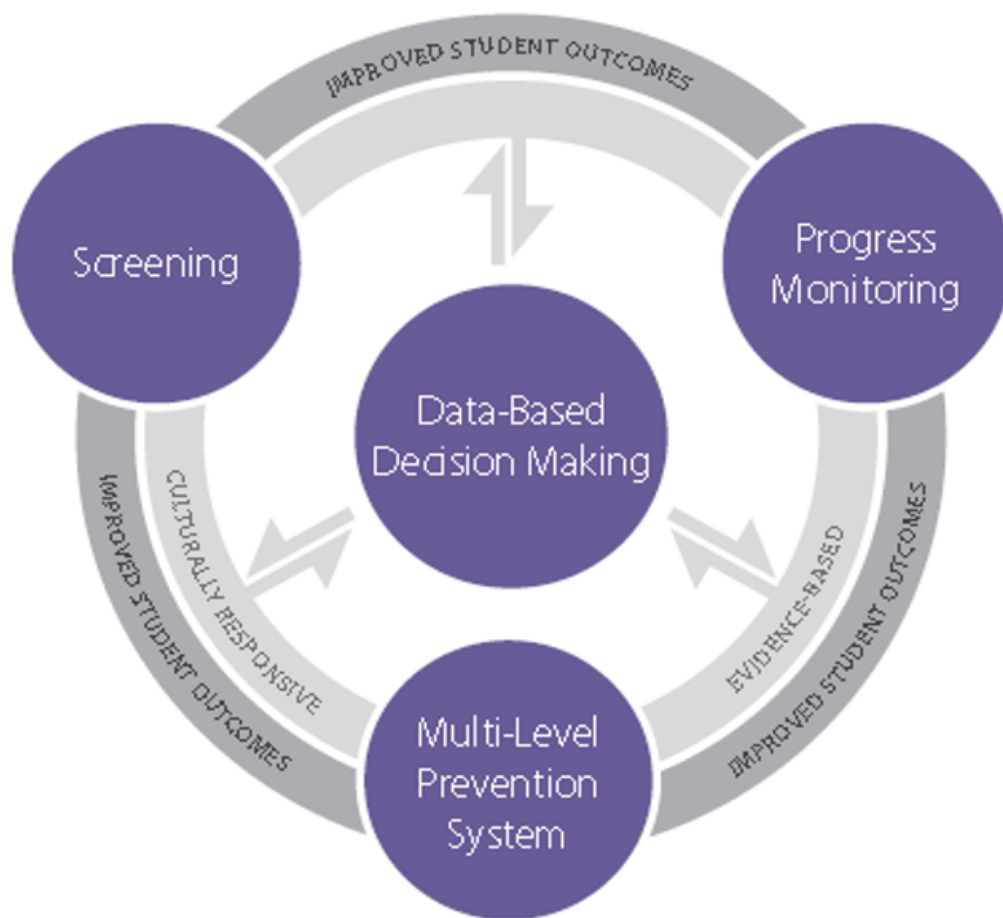 IMPROVED STUDENT OUTCOMES
Screening
Progress
Monitoring
Data-Based
Decision Making
IMPROVED STUDENT OUTCOMES
CULTURALLY RESPONSIVE
EVIDENCE-BASED
IMPROVED STUDENT OUTCOMES
Multi-Level
Prevention
System